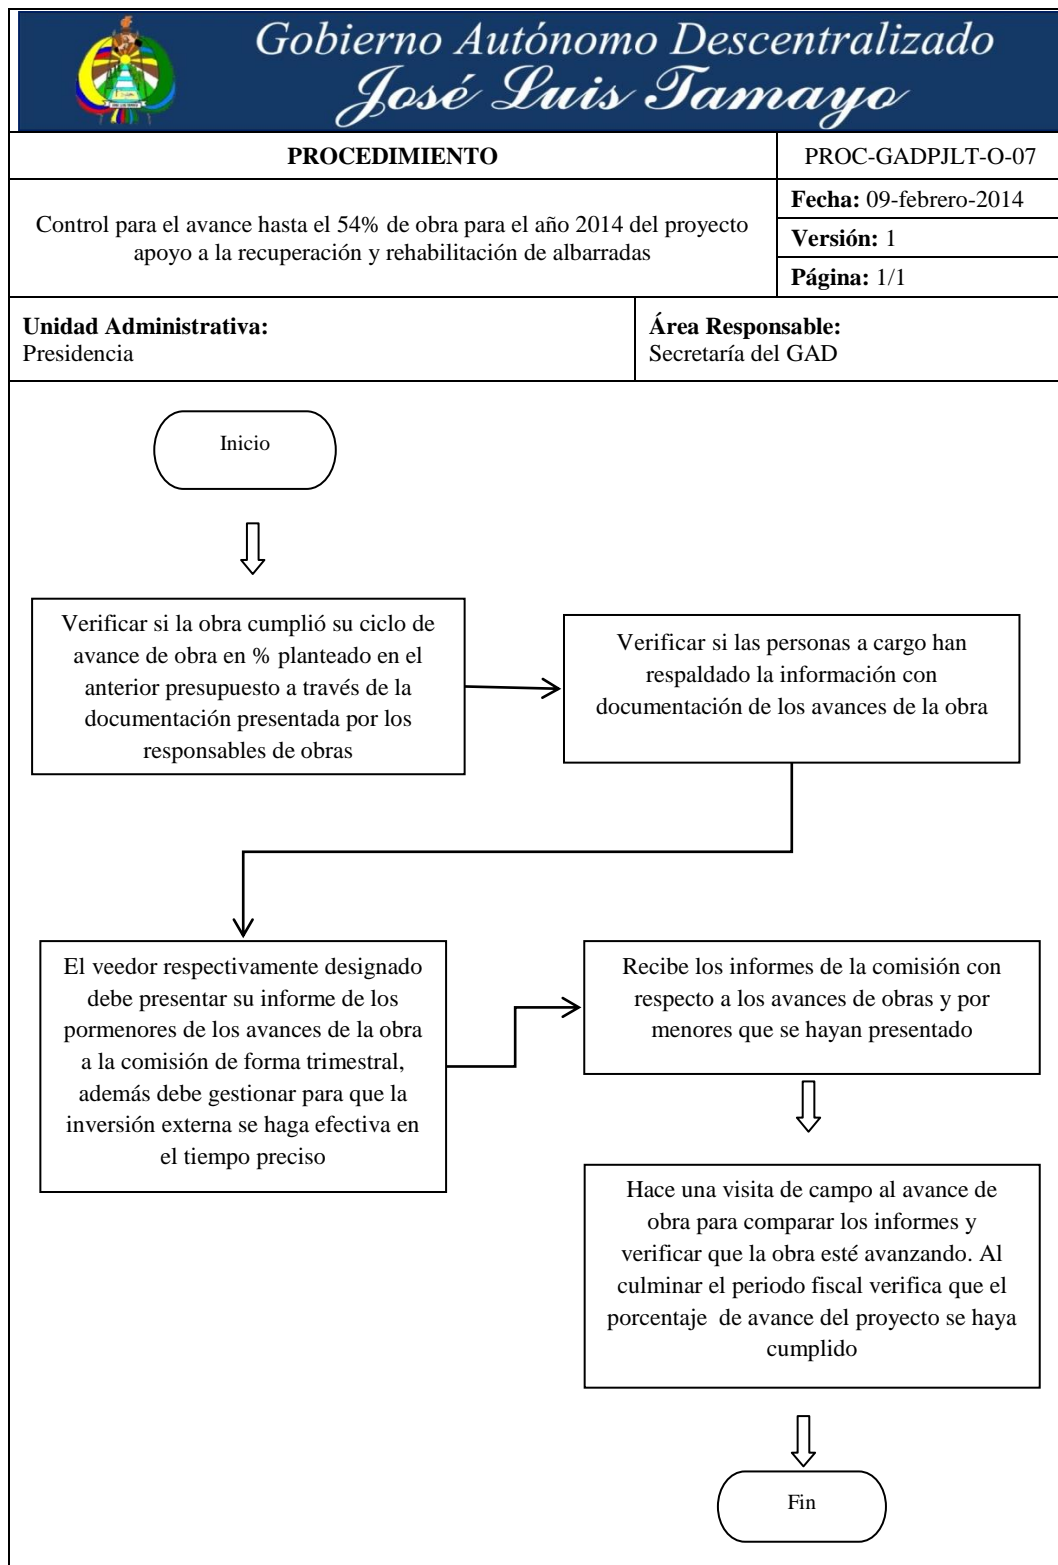 Gobierno Autónomo Descentralizado
José Luis Tamayo
PROCEDIMIENTO
PROC-GADPJLT-O-07
Control para el avance hasta el 54% de obra para el año 2014 del proyecto
apoyo a la recuperación y rehabilitación de albarradas
Fecha: 09-febrero-2014
Versión: 1
Página: 1/1
Unidad Administrativa:
Presidencia
Área Responsable:
Secretaría del GAD
Inicio
Verificar si la obra cumplió su ciclo de
avance de obra en % planteado en el
anterior presupuesto a través de la
documentación presentada por los
responsables de obras
Verificar si las personas a cargo han
respaldado la información con
documentación de los avances de la obra
El veedor respectivamente designado
debe presentar su informe de los
pormenores de los avances de la obra
a la comisión de forma trimestral,
además debe gestionar para que la
inversión externa se haga efectiva en
el tiempo preciso
Recibe los informes de la comisión con
respecto a los avances de obras y por
menores que se hayan presentado
Hace una visita de campo al avance de
obra para comparar los informes y
verificar que la obra esté avanzando. Al
culminar el periodo fiscal verifica que el
porcentaje  de avance del proyecto se haya
cumplido
Fin